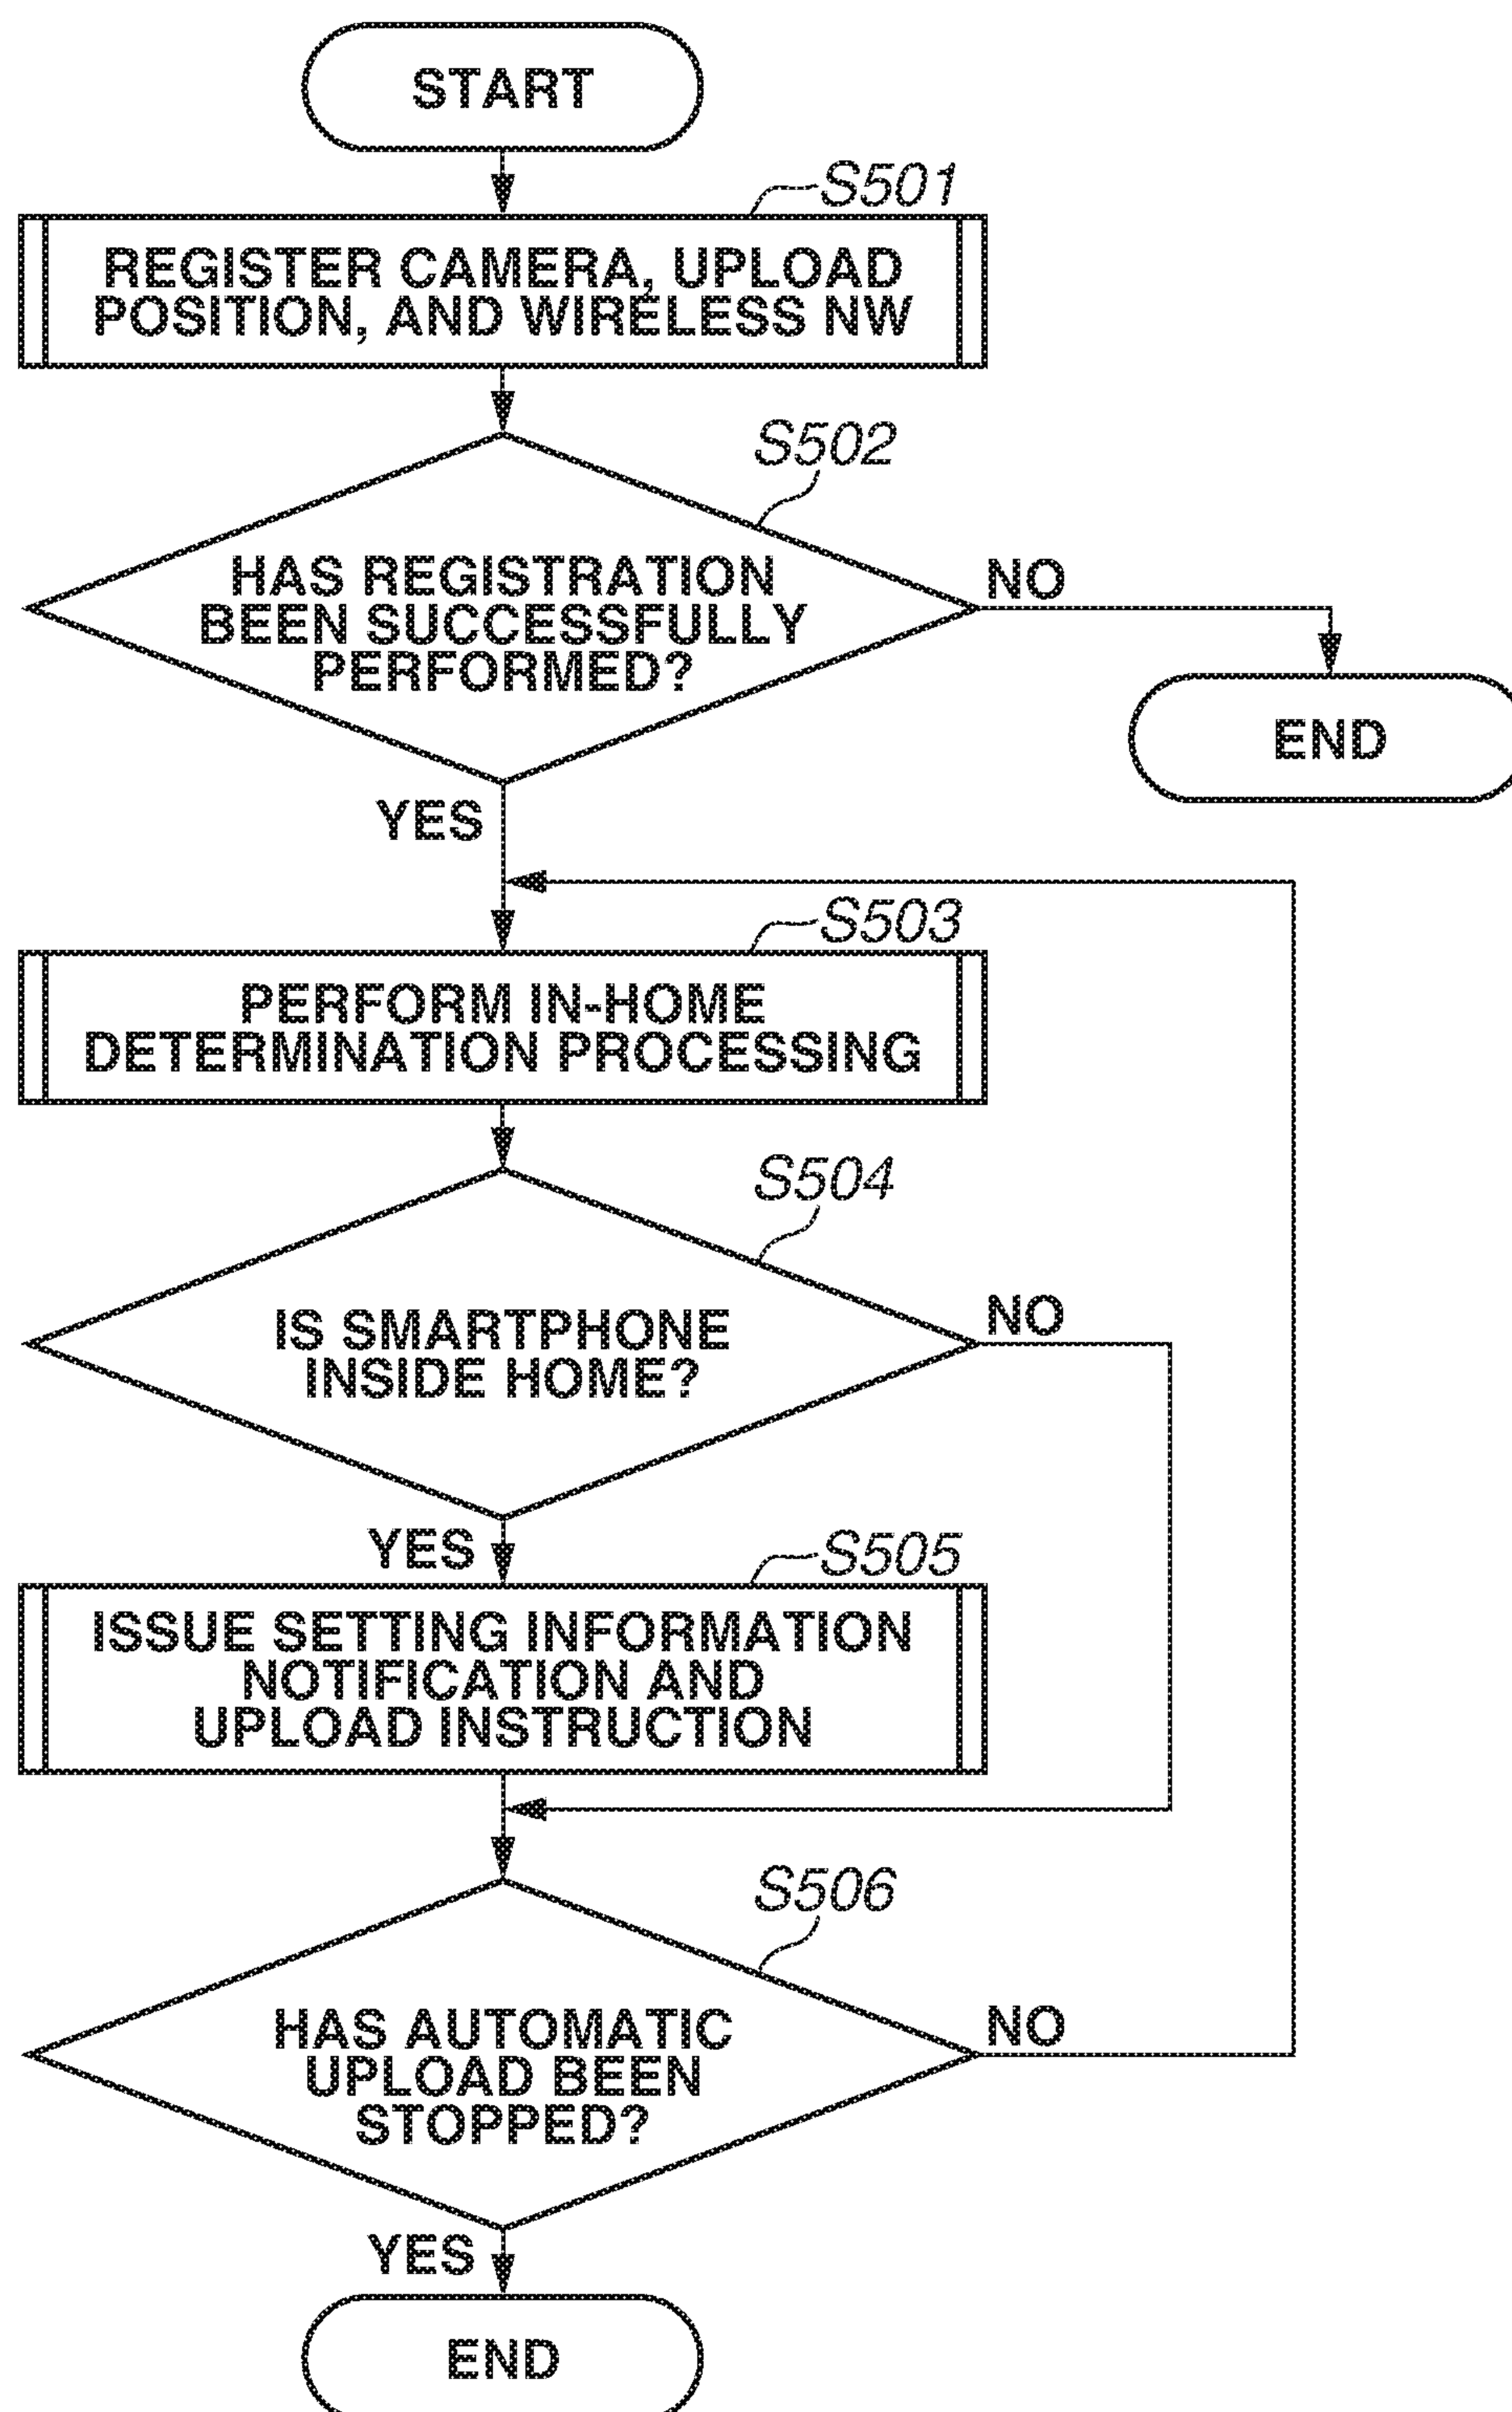 START
S501
REGISTER CAMERA, UPLOAD
POSITION, AND WIRELESS NW
S502
HAS REGISTRATION
BEEN SUCCESSFULLY
PERFORMED?
NO
END
YES
S503
PERFORM IN-HOME
DETERMINATION PROCESSING
S504
IS SMARTPHONE
INSIDE HOME?
NO
YES
S505
ISSUE SETTING INFORMATION
NOTIFICATION AND
UPLOAD INSTRUCTION
S506
HAS AUTOMATIC
UPLOAD BEEN
STOPPED?
NO
YES
END